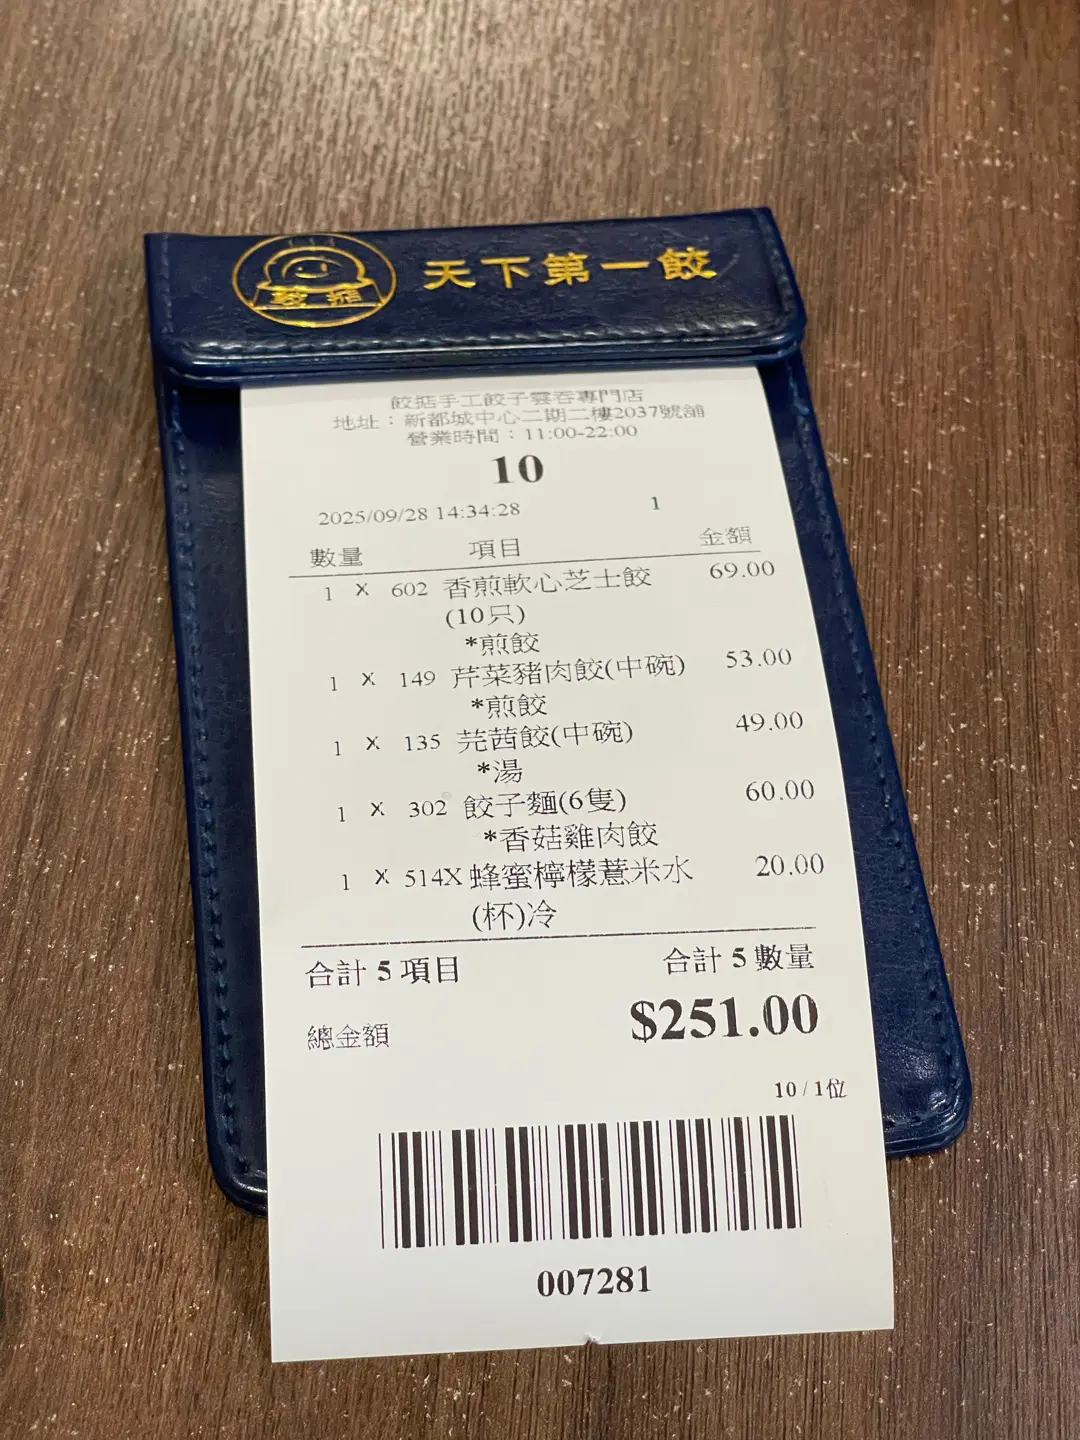 天下第一餃
餃掂
餃掂手工餃子雲吞專門店
地址：新都城中心二期二樓2037號舖
營業時間：11:00-22:00
10
2025/09/28 14:34:28 1
數量 項目 金額
1 X 602 香煎軟心芝士餃 69.00
(10只)
*煎餃
1 X 149 芹菜豬肉餃(中碗) 53.00
*煎餃
1 X 135 芫茜餃(中碗) 49.00
*湯
1 X 302 餃子麵(6隻) 60.00
*香菇雞肉餃
1 X 514X 蜂蜜檸檬薏米水 20.00
(杯)冷
合計 5 項目 合計 5 數量
總金額 $251.00
10 / 1位
007281